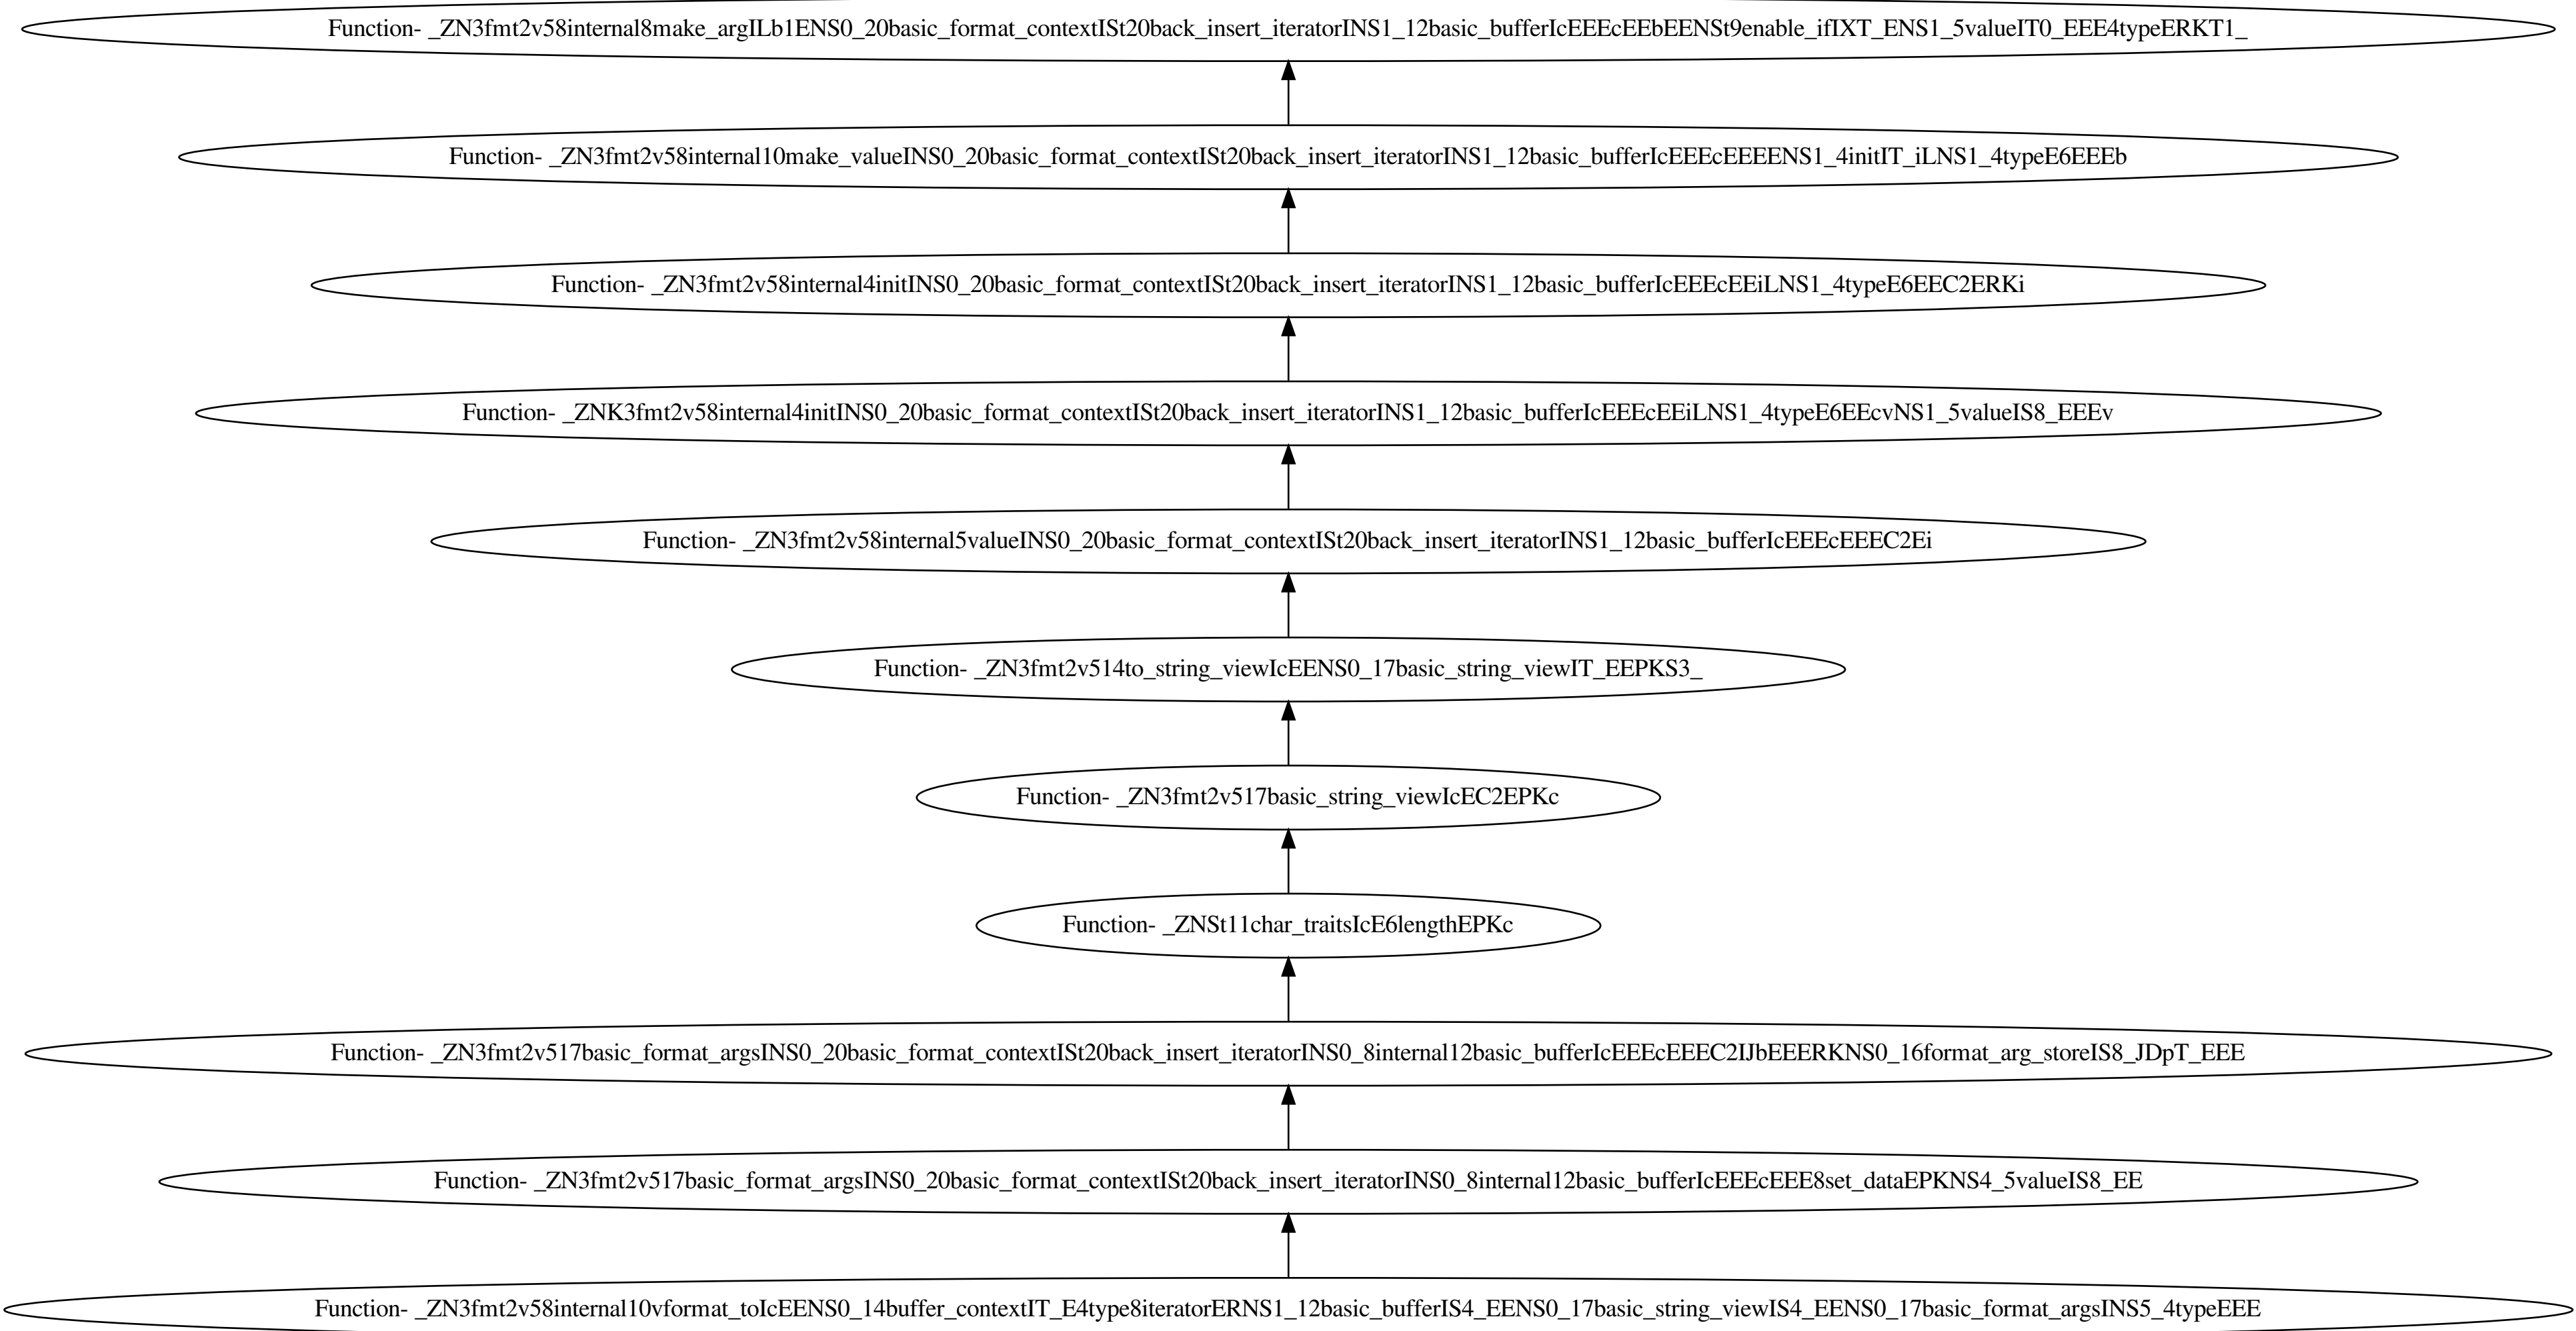 Function- _ZN3fmt2v58internal8make_argILb1ENS0_20basic_format_contextISt20back_insert_iteratorINS1_12basic_bufferIcEEEcEEbEENSt9enable_ifIXT_ENS1_5valueIT0_EEE4typeERKT1_
Function- _ZN3fmt2v58internal10make_valueINS0_20basic_format_contextISt20back_insert_iteratorINS1_12basic_bufferIcEEEcEEEENS1_4initIT_iLNS1_4typeE6EEEb
Function- _ZN3fmt2v58internal4initINS0_20basic_format_contextISt20back_insert_iteratorINS1_12basic_bufferIcEEEcEEiLNS1_4typeE6EEC2ERKi
Function- _ZNK3fmt2v58internal4initINS0_20basic_format_contextISt20back_insert_iteratorINS1_12basic_bufferIcEEEcEEiLNS1_4typeE6EEcvNS1_5valueIS8_EEEv
Function- _ZN3fmt2v58internal5valueINS0_20basic_format_contextISt20back_insert_iteratorINS1_12basic_bufferIcEEEcEEEC2Ei
Function- _ZN3fmt2v514to_string_viewIcEENS0_17basic_string_viewIT_EEPKS3_
Function- _ZN3fmt2v517basic_string_viewIcEC2EPKc
Function- _ZNSt11char_traitsIcE6lengthEPKc
Function- _ZN3fmt2v517basic_format_argsINS0_20basic_format_contextISt20back_insert_iteratorINS0_8internal12basic_bufferIcEEEcEEEC2IJbEEERKNS0_16format_arg_storeIS8_JDpT_EEE
Function- _ZN3fmt2v517basic_format_argsINS0_20basic_format_contextISt20back_insert_iteratorINS0_8internal12basic_bufferIcEEEcEEE8set_dataEPKNS4_5valueIS8_EE
Function- _ZN3fmt2v58internal10vformat_toIcEENS0_14buffer_contextIT_E4type8iteratorERNS1_12basic_bufferIS4_EENS0_17basic_string_viewIS4_EENS0_17basic_format_argsINS5_4typeEEE